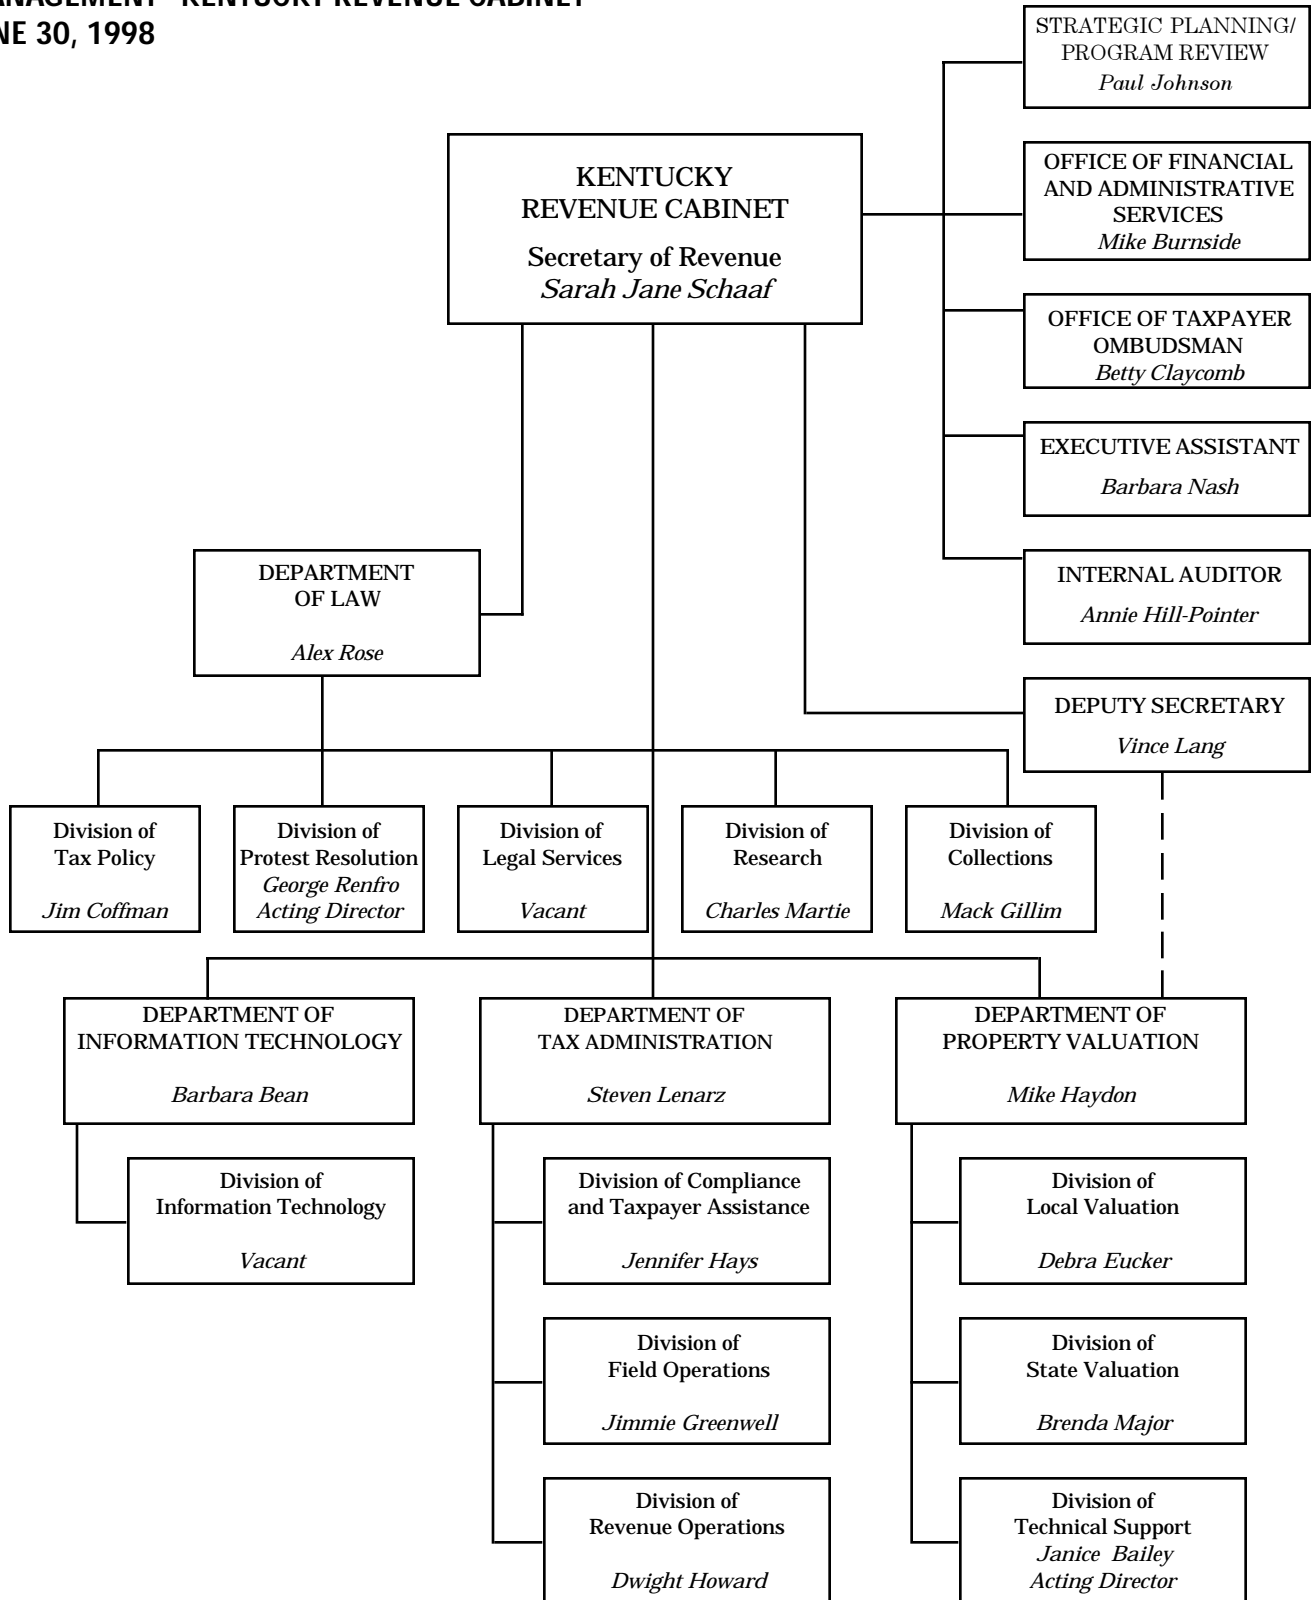 KENTUCKY REVENUE CABINET
30, 1998
STRATEGIC PLANNING/
PROGRAM REVIEW
Paul Johnson
KENTUCKY
REVENUE CABINET
Secretary of Revenue
Sarah Jane Schaaf
OFFICE OF FINANCIAL
AND ADMINISTRATIVE
SERVICES
Mike Burnside
OFFICE OF TAXPAYER
OMBUDSMAN
Betty Claycomb
EXECUTIVE ASSISTANT
Barbara Nash
INTERNAL AUDITOR
Annie Hill-Pointer
DEPARTMENT
OF LAW
Alex Rose
DEPUTY SECRETARY
Vince Lang
Division of
Tax Policy
Jim Coffman
Division of
Protest Resolution
George Renfro
Acting Director
Division of
Legal Services
Vacant
Division of
Research
Charles Martie
Division of
Collections
Mack Gillim
DEPARTMENT OF
INFORMATION TECHNOLOGY
Barbara Bean
Division of
Information Technology
Vacant
DEPARTMENT OF
TAX ADMINISTRATION
Steven Lenarz
Division of Compliance
and Taxpayer Assistance
Jennifer Hays
Division of
Field Operations
Jimmie Greenwell
Division of
Revenue Operations
Dwight Howard
DEPARTMENT OF
PROPERTY VALUATION
Mike Haydon
Division of
Local Valuation
Debra Eucker
Division of
State Valuation
Brenda Major
Division of
Technical Support
Janice Bailey
Acting Director